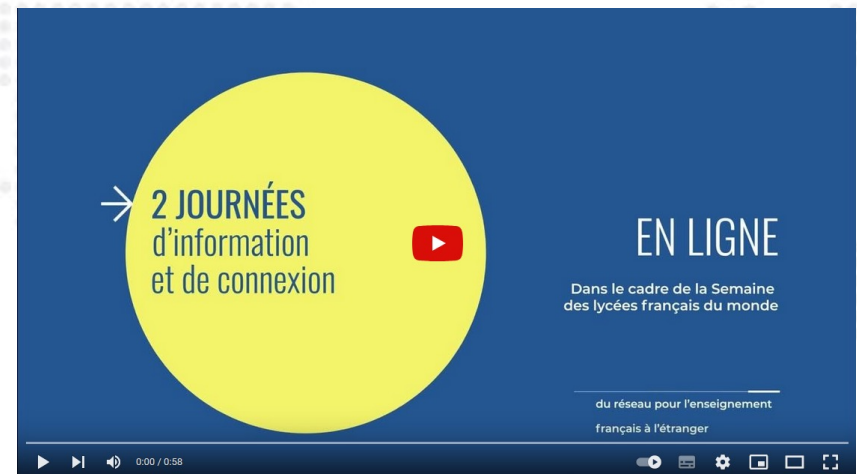 2 JOURNÉES
d'information
et de connexion
EN LIGNE
Dans le cadre de la Semaine
des lycées français du monde
du réseau pour l'enseignement
français à l'étranger
0:00 / 0:58